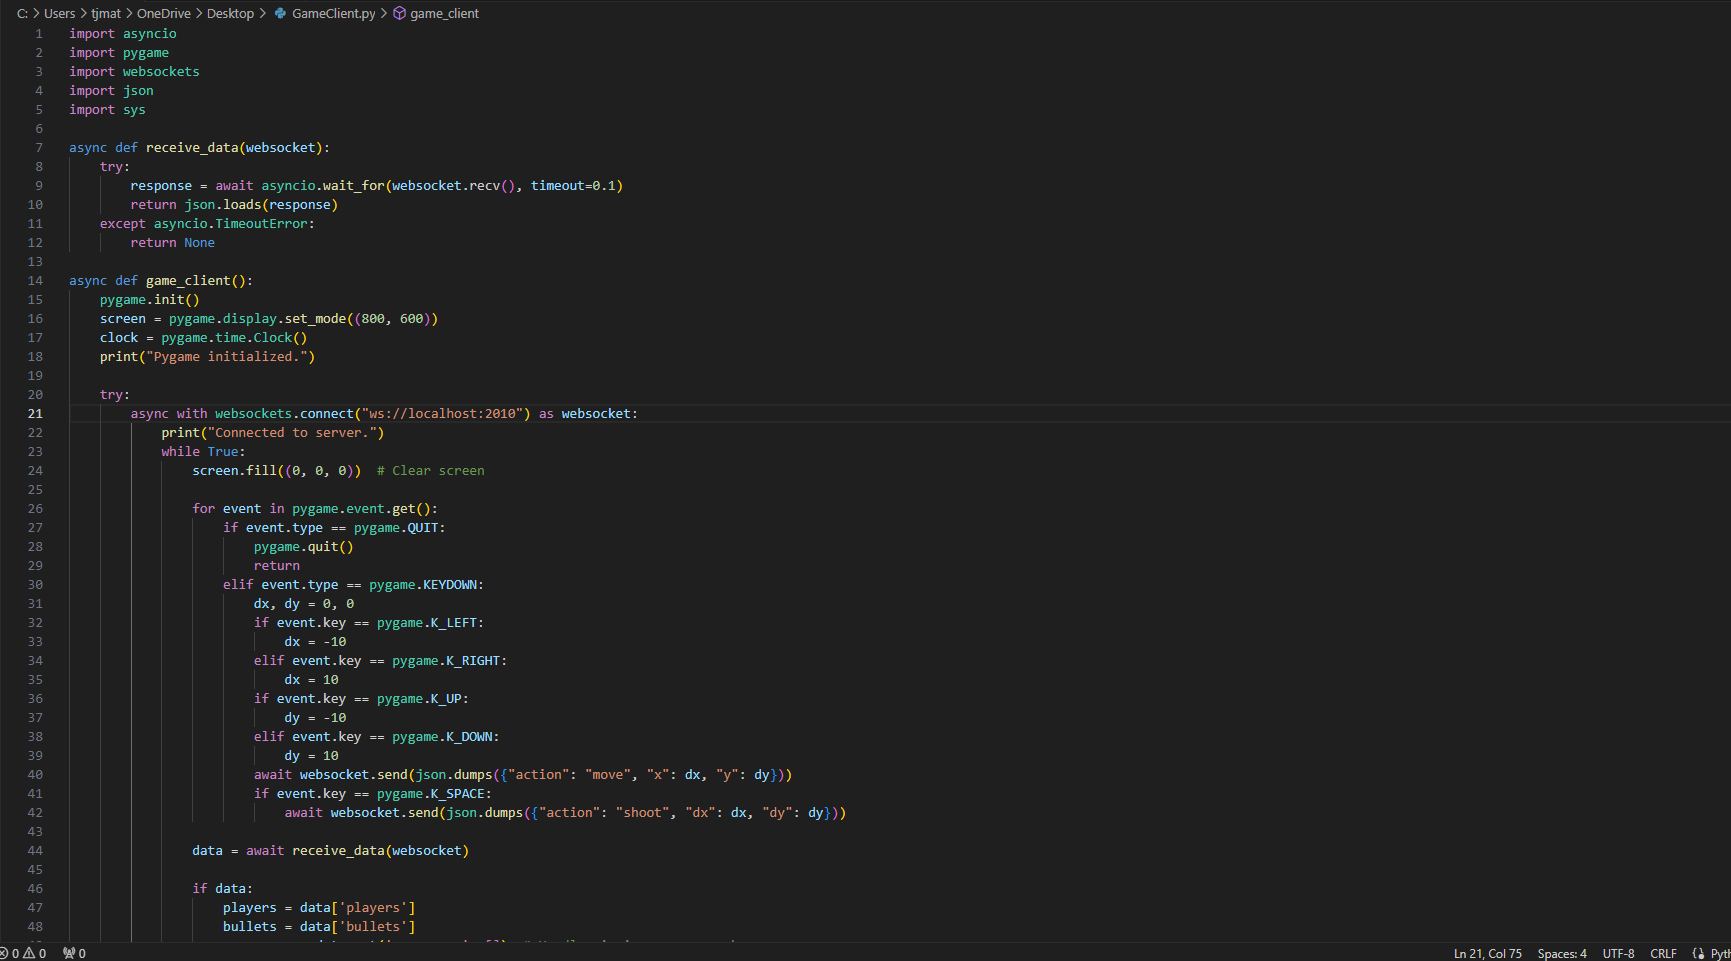 C: > Users > tjmat > OneDrive > Desktop > GameClient.py > game_client
1 import asyncio
2 import pygame
3 import websockets
4 import json
5 import sys
6
7 async def receive_data(websocket):
8     try:
9         response = await asyncio.wait_for(websocket.recv(), timeout=0.1)
10         return json.loads(response)
11     except asyncio.TimeoutError:
12         return None
13
14 async def game_client():
15     pygame.init()
16     screen = pygame.display.set_mode((800, 600))
17     clock = pygame.time.Clock()
18     print("Pygame initialized.")
19
20     try:
21         async with websockets.connect("ws://localhost:2010") as websocket:
22             print("Connected to server.")
23             while True:
24                 screen.fill((0, 0, 0))  # Clear screen
25
26                 for event in pygame.event.get():
27                     if event.type == pygame.QUIT:
28                         pygame.quit()
29                         return
30                     elif event.type == pygame.KEYDOWN:
31                         dx, dy = 0, 0
32                         if event.key == pygame.K_LEFT:
33                             dx = -10
34                         elif event.key == pygame.K_RIGHT:
35                             dx = 10
36                         if event.key == pygame.K_UP:
37                             dy = -10
38                         elif event.key == pygame.K_DOWN:
39                             dy = 10
40                         await websocket.send(json.dumps({"action": "move", "x": dx, "y": dy}))
41                         if event.key == pygame.K_SPACE:
42                             await websocket.send(json.dumps({"action": "shoot", "dx": dx, "dy": dy}))
43
44                 data = await receive_data(websocket)
45
46                 if data:
47                     players = data['players']
48                     bullets = data['bullets']
0 0 0 Ln 21, Col 75 Spaces: 4 UTF-8 CRLF Pyth